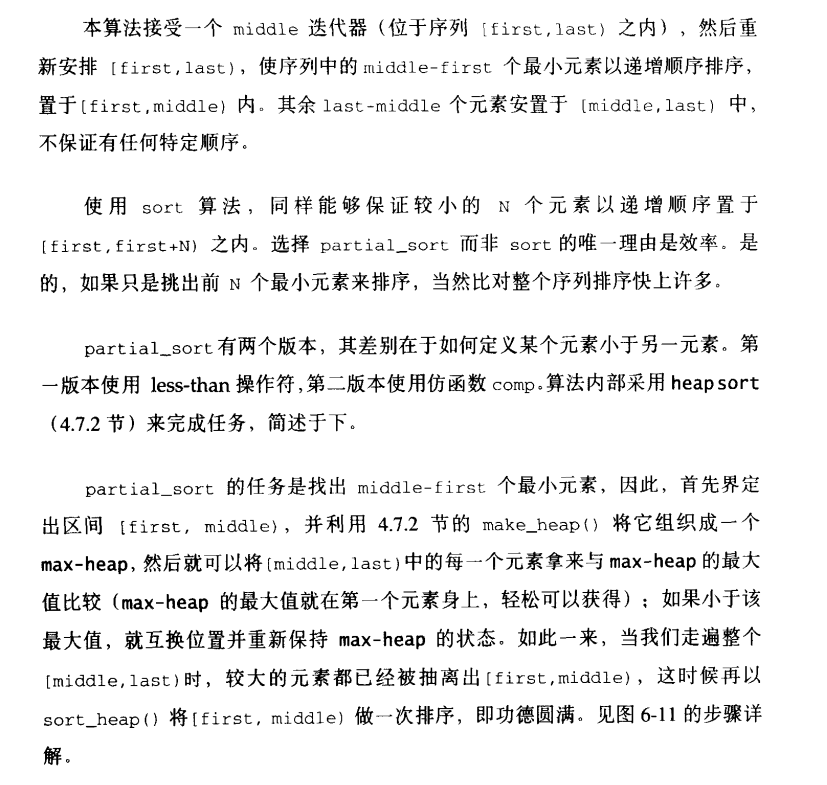 本算法接受一个 middle 迭代器（位于序列 [first,last) 之内），然后重
新安排 [first,last)，使序列中的 middle-first 个最小元素以递增顺序排序，
置于[first,middle) 内。其余 last-middle 个元素安置于 [middle,last) 中，
不保证有任何特定顺序。
使用 sort 算法，同样能够保证较小的 N 个元素以递增顺序置于
[first,first+N) 之内。选择 partial_sort 而非 sort 的唯一理由是效率。是
的，如果只是挑出前 N 个最小元素来排序，当然比对整个序列排序快上许多。
partial_sort 有两个版本，其差别在于如何定义某个元素小于另一元素。第
一版本使用 less-than 操作符，第二版本使用仿函数 comp。算法内部采用 heap sort
（4.7.2 节）来完成任务，简述于下。
partial_sort 的任务是找出 middle-first 个最小元素，因此，首先界定
出区间 [first, middle)，并利用 4.7.2 节的 make_heap() 将它组织成一个
max-heap，然后就可以将[middle,last)中的每一个元素拿来与 max-heap 的最大
值比较（max-heap 的最大值就在第一个元素身上，轻松可以获得）；如果小于该
最大值，就互换位置并重新保持 max-heap 的状态。如此一来，当我们走遍整个
[middle,last)时，较大的元素都已经被抽离出[first,middle)，这时候再以
sort_heap() 将[first, middle) 做一次排序，即功德圆满。见图 6-11 的步骤详
解。